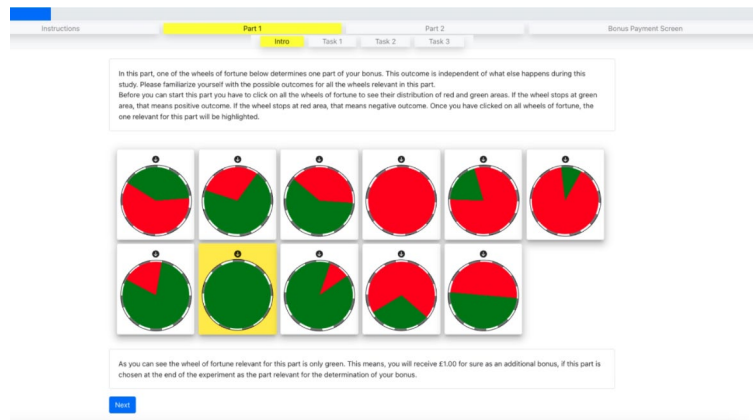 Instructions
Part 1
Part 2
Bonus Payment Screen
Intro
Task 1
Task 2
Task 3
In this part, one of the wheels of fortune below determines one part of your bonus. This outcome is independent of what else happens during this
study. Please familiarize yourself with the possible outcomes for all the wheels relevant in this part.
Before you can start this part you have to click on all the wheels of fortune to see their distribution of red and green areas. If the wheel stops at green
area, that means positive outcome. If the wheel stops at red area, that means negative outcome. Once you have clicked on all wheels of fortune, the
one relevant for this part will be highlighted.
As you can see the wheel of fortune relevant for this part is only green. This means, you will receive £1.00 for sure as an additional bonus, if this part is
chosen at the end of the experiment as the part relevant for the determination of your bonus.
Next